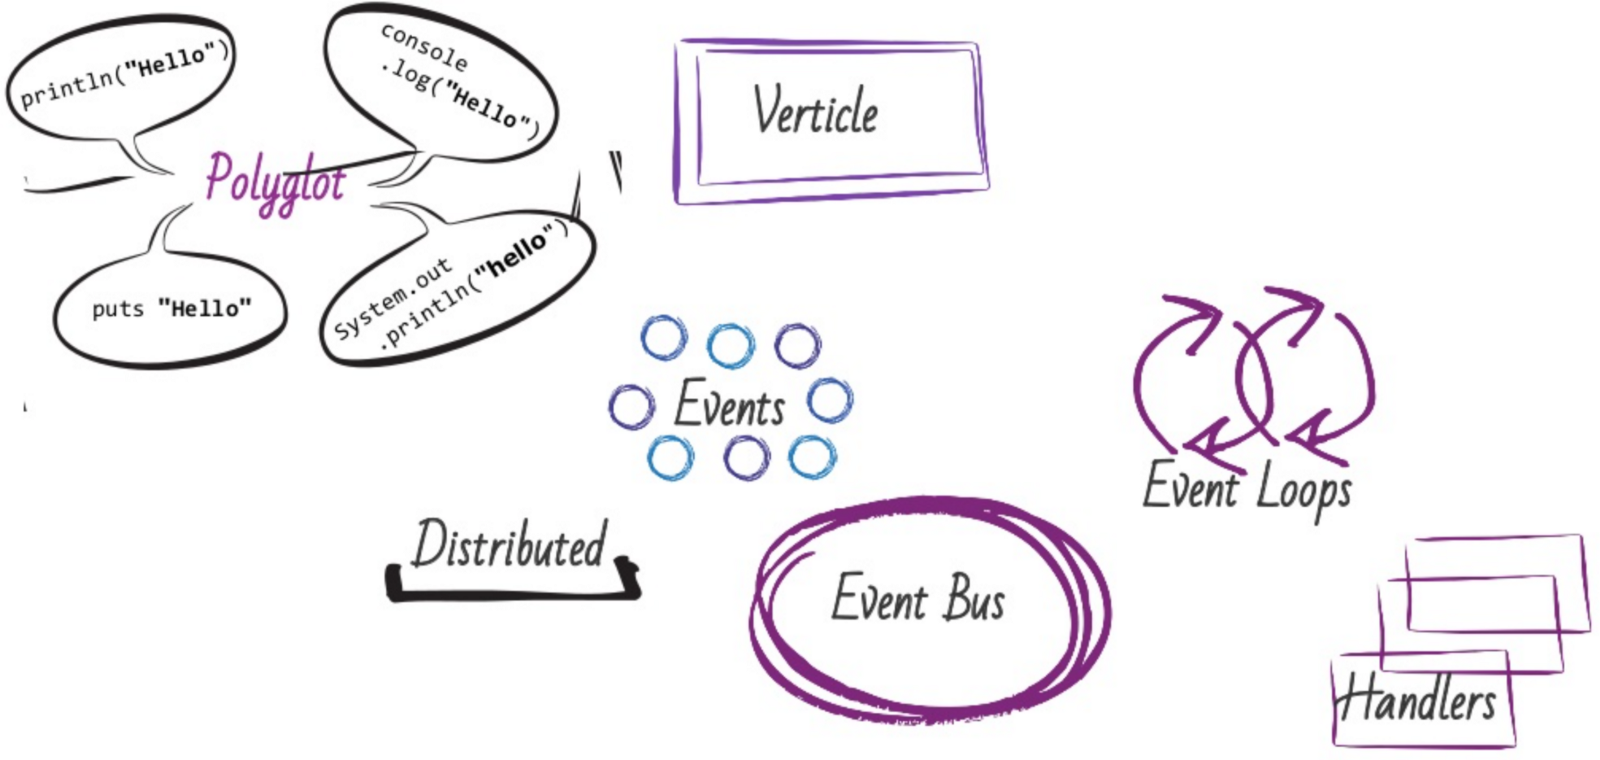 println("Hello")
console
.log("Hello")
Verticle
Polyglot
puts "Hello"
System.out
.println("hello")
Events
Event Loops
Distributed
Event Bus
Handlers